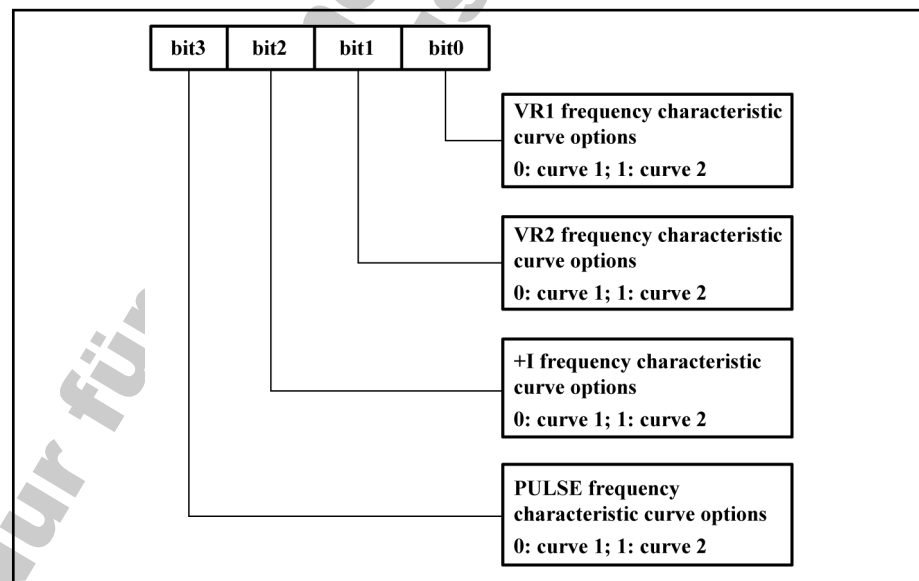 bit3 bit2 bit1 bit0
VR1 frequency characteristic
curve options
0: curve 1; 1: curve 2
VR2 frequency characteristic
curve options
0: curve 1; 1: curve 2
+I frequency characteristic
curve options
0: curve 1; 1: curve 2
PULSE frequency
characteristic curve options
0: curve 1; 1: curve 2
nur für